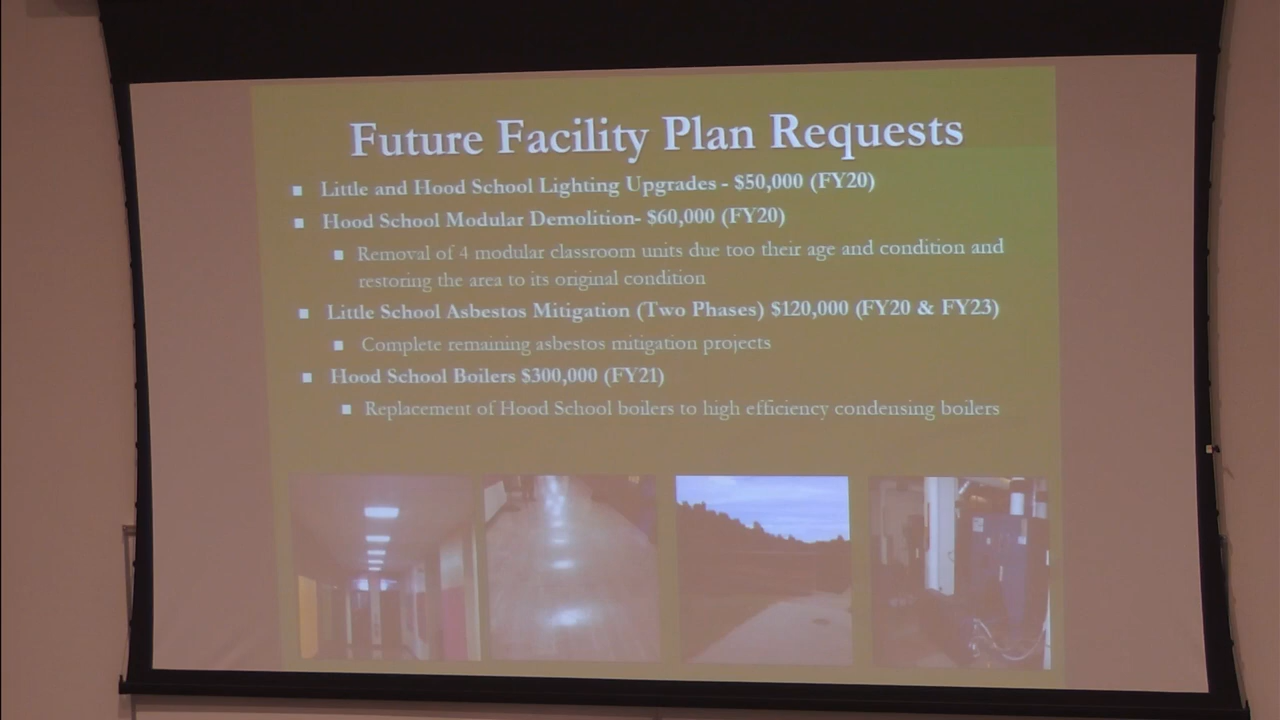 Future Facility Plan Requests
▪ Little and Hood School Lighting Upgrades - $50,000 (FY20)
▪ Hood School Modular Demolition- $60,000 (FY20)
▪ Removal of 4 modular classroom units due too their age and condition and
restoring the area to its original condition
▪ Little School Asbestos Mitigation (Two Phases) $120,000 (FY20 & FY23)
▪ Complete remaining asbestos mitigation projects
▪ Hood School Boilers $300,000 (FY21)
▪ Replacement of Hood School boilers to high efficiency condensing boilers